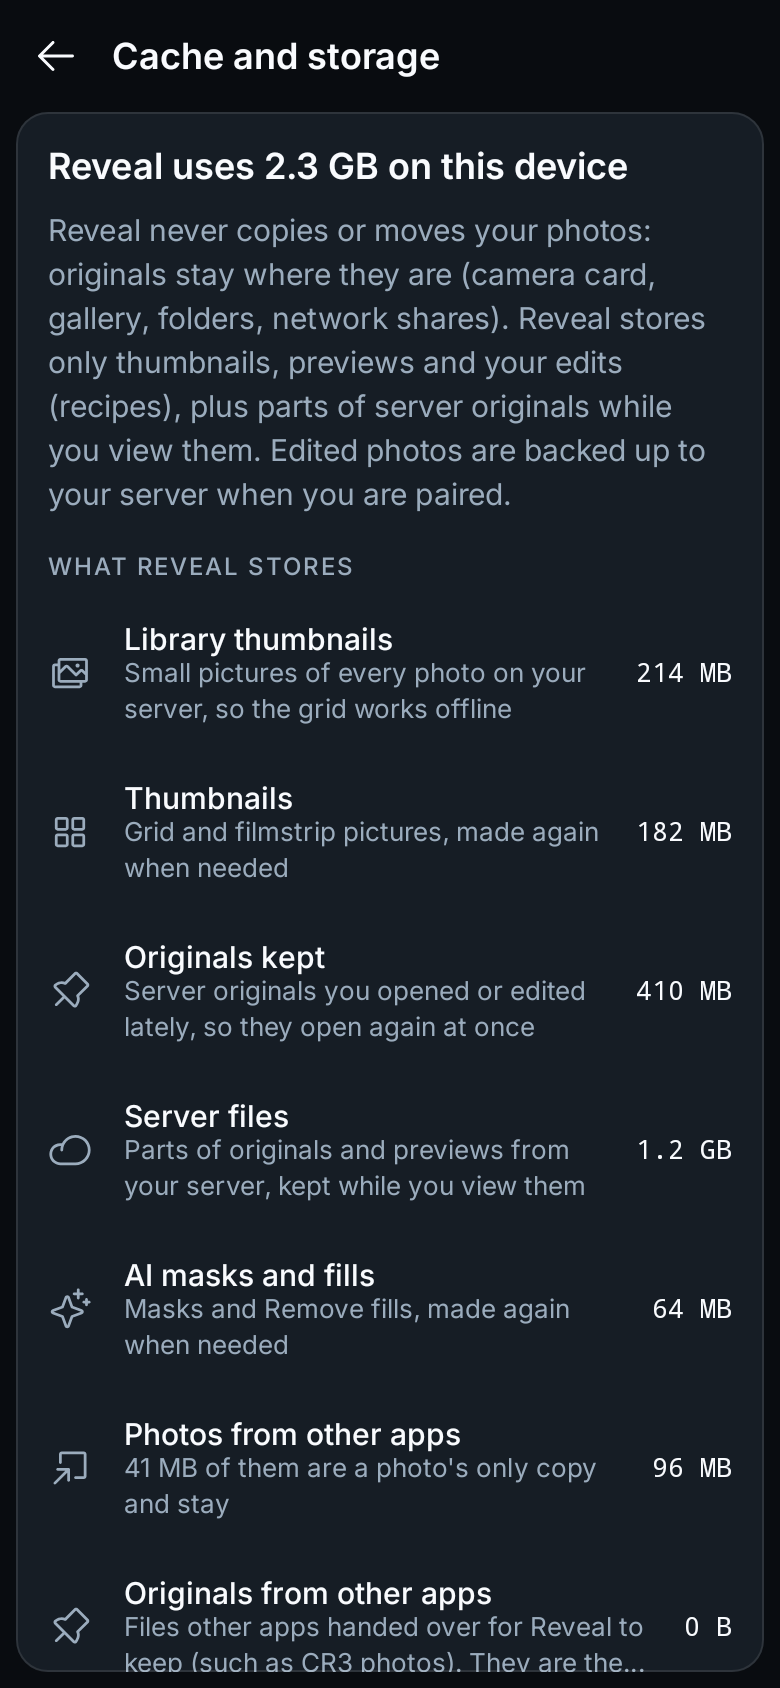 Cache and storage
Reveal uses 2.3 GB on this device
Reveal never copies or moves your photos:
originals stay where they are (camera card,
gallery, folders, network shares). Reveal stores
only thumbnails, previews and your edits
(recipes), plus parts of server originals while
you view them. Edited photos are backed up to
your server when you are paired.
WHAT REVEAL STORES
Library thumbnails
Small pictures of every photo on your
server, so the grid works offline
214 MB
Thumbnails
Grid and filmstrip pictures, made again
when needed
182 MB
Originals kept
Server originals you opened or edited
lately, so they open again at once
410 MB
Server files
Parts of originals and previews from
your server, kept while you view them
1.2 GB
AI masks and fills
Masks and Remove fills, made again
when needed
64 MB
Photos from other apps
41 MB of them are a photo's only copy
and stay
96 MB
Originals from other apps
Files other apps handed over for Reveal to
keep (such as CR3 photos). They are the...
0 B